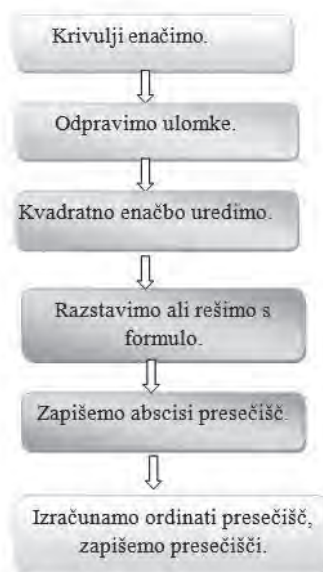 Krivulji enačimo.
Odpravimo ulomke.
Kvadratno enačbo uredimo.
Razstavimo ali rešimo s
formulo.
Zapišemo abscisi presečišč.
Izračunamo ordinati presečišč,
zapišemo presečišči.